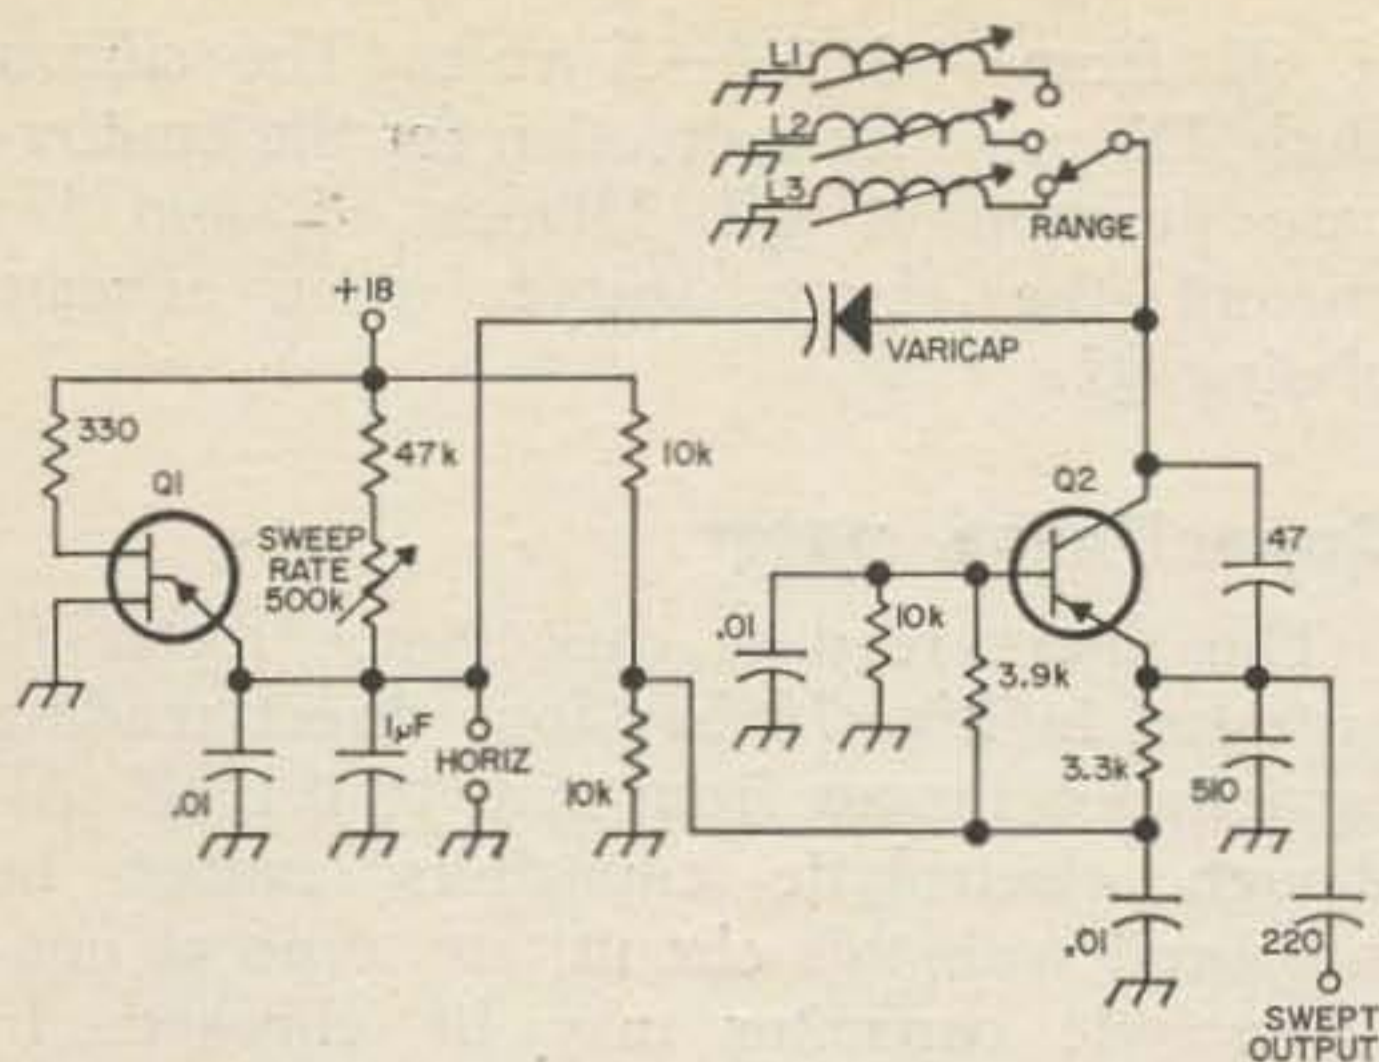 L1
L2
L3
RANGE
+18
VARICAP
330
47k
10k
Q1
Q2
SWEEP
RATE
500k
47
.01
10k
3.9k
1µF
HORIZ
.01
10k
3.3k
510
.01
220
SWEPT
OUTPUT